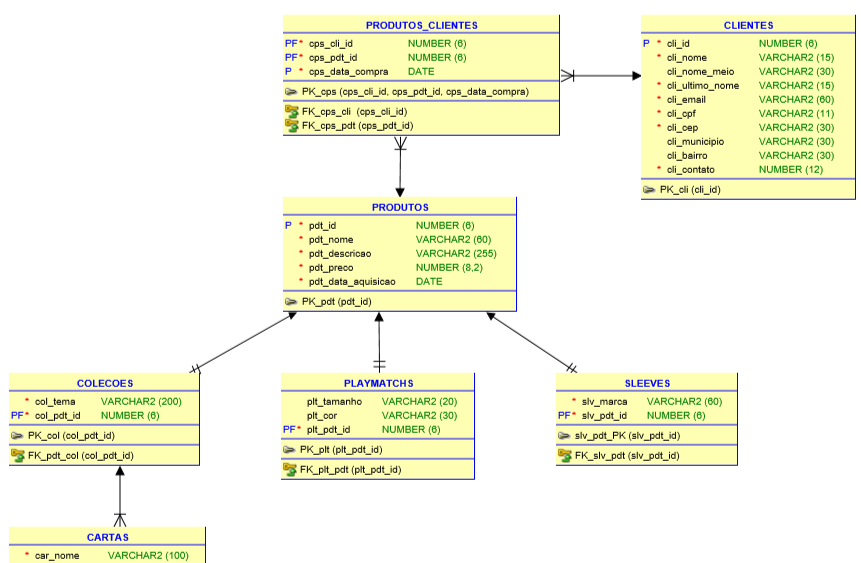 PRODUTOS_CLIENTES
PF* cps_cli_id NUMBER (6)
PF* cps_pdt_id NUMBER (6)
P * cps_data_compra DATE
PK_cps (cps_cli_id, cps_pdt_id, cps_data_compra)
FK_cps_cli (cps_cli_id)
FK_cps_pdt (cps_pdt_id)
CLIENTES
P * cli_id NUMBER (6)
* cli_nome VARCHAR2 (15)
cli_nome_meio VARCHAR2 (30)
* cli_ultimo_nome VARCHAR2 (15)
* cli_email VARCHAR2 (60)
* cli_cpf VARCHAR2 (11)
* cli_cep VARCHAR2 (30)
cli_municipio VARCHAR2 (30)
cli_bairro VARCHAR2 (30)
* cli_contato NUMBER (12)
PK_cli (cli_id)
PRODUTOS
P * pdt_id NUMBER (6)
* pdt_nome VARCHAR2 (60)
* pdt_descricao VARCHAR2 (255)
* pdt_preco NUMBER (8,2)
* pdt_data_aquisicao DATE
PK_pdt (pdt_id)
COLECOES
* col_tema VARCHAR2 (200)
PF* col_pdt_id NUMBER (6)
PK_col (col_pdt_id)
FK_pdt_col (col_pdt_id)
PLAYMATCHS
plt_tamanho VARCHAR2 (20)
plt_cor VARCHAR2 (30)
PF* plt_pdt_id NUMBER (6)
PK_plt (plt_pdt_id)
FK_plt_pdt (plt_pdt_id)
SLEEVES
* slv_marca VARCHAR2 (60)
PF* slv_pdt_id NUMBER (6)
slv_pdt_PK (slv_pdt_id)
FK_slv_pdt (slv_pdt_id)
CARTAS
* car_nome VARCHAR2 (100)